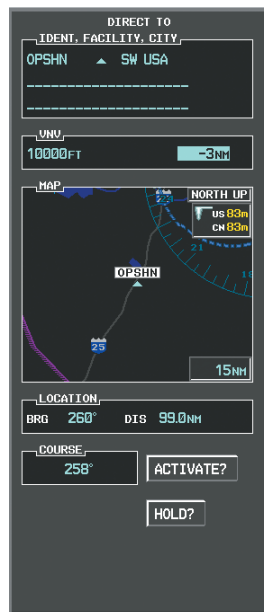 DIRECT TO
IDENT, FACILITY, CITY
OPSHN SW USA
VNV
10000FT -3NM
MAP
NORTH UP
US 83m
CN 83m
21
18
OPSHN
25
15NM
LOCATION
BRG 260° DIS 99.0NM
COURSE
258° ACTIVATE?
HOLD?